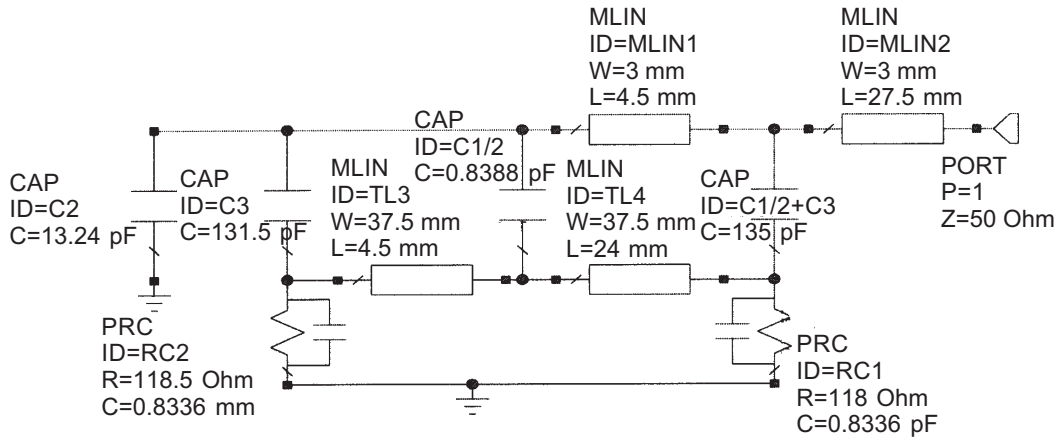 MLIN
ID=MLIN1
W=3 mm
L=4.5 mm
MLIN
ID=MLIN2
W=3 mm
L=27.5 mm
CAP
ID=C2
C=13.24 pF
CAP
ID=C3
C=131.5 pF
MLIN
ID=TL3
W=37.5 mm
L=4.5 mm
CAP
ID=C1/2
C=0.8388 pF
MLIN
ID=TL4
W=37.5 mm
L=24 mm
CAP
ID=C1/2+C3
C=135 pF
PORT
P=1
Z=50 Ohm
PRC
ID=RC2
R=118.5 Ohm
C=0.8336 mm
PRC
ID=RC1
R=118 Ohm
C=0.8336 pF